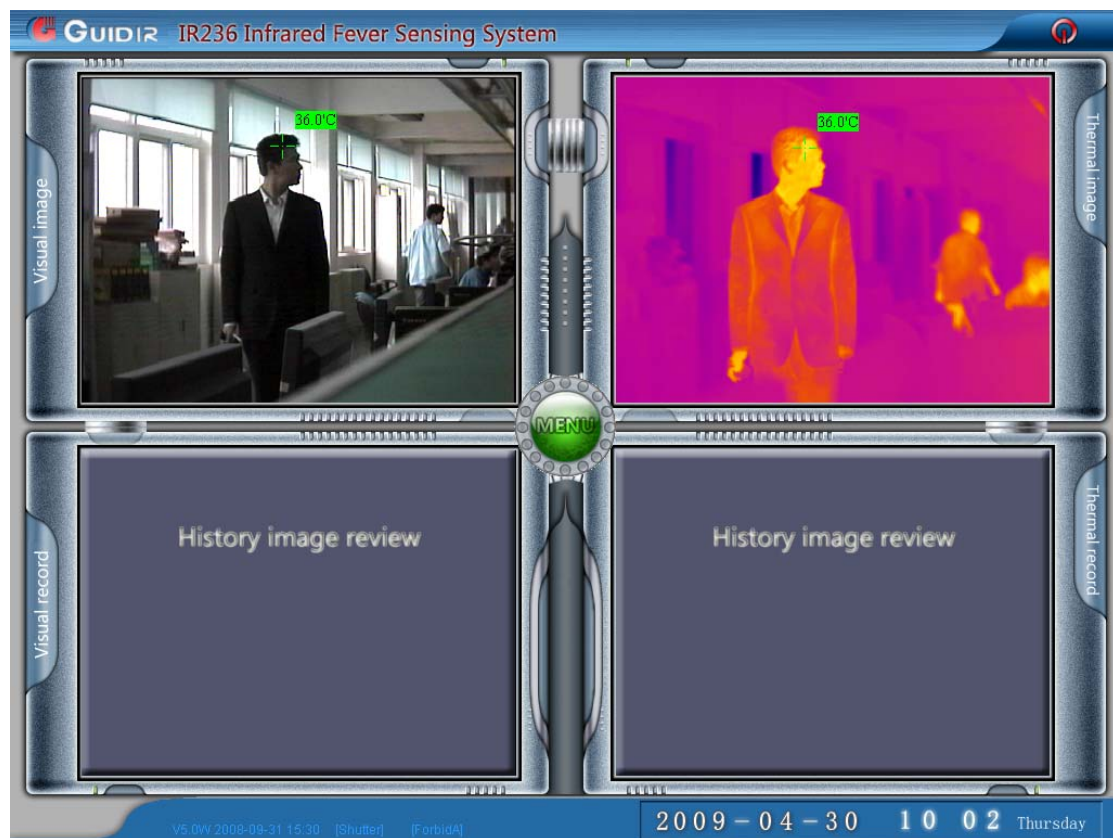 GUIDIR IR236 Infrared Fever Sensing System
36.0'C
36.0'C
Visual image
Thermal image
MENU
History image review
History image review
Visual record
Thermal record
V5.0W 2008-09-31 15:30 [Shutter] [ForbidA]
2009-04-30 10 02 Thursday